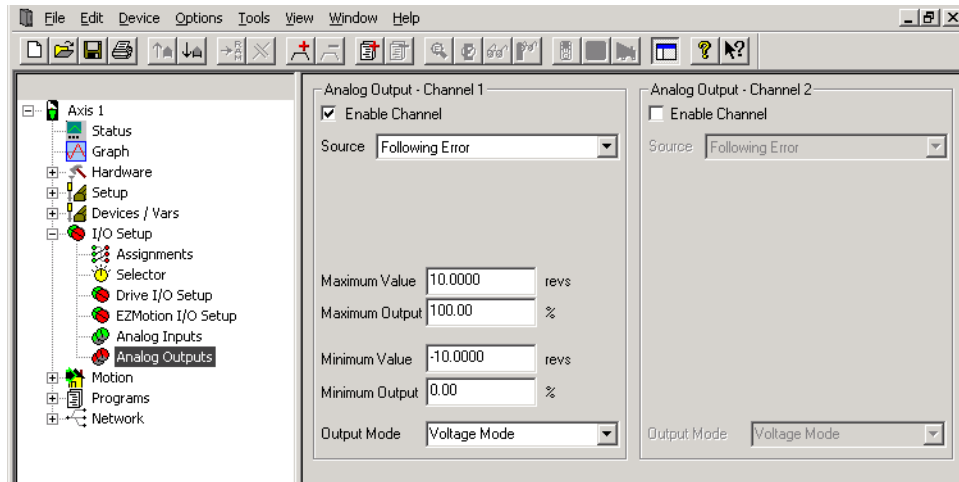 File Edit Device Options Tools View Window Help
Axis 1
Status
Graph
Hardware
Setup
Devices / Vars
I/O Setup
Assignments
Selector
Drive I/O Setup
EZMotion I/O Setup
Analog Inputs
Analog Outputs
Motion
Programs
Network
Analog Output - Channel 1
Enable Channel
Source Following Error
Maximum Value 10.0000 revs
Maximum Output 100.00 %
Minimum Value -10.0000 revs
Minimum Output 0.00 %
Output Mode Voltage Mode
Analog Output - Channel 2
Enable Channel
Source Following Error
Output Mode Voltage Mode